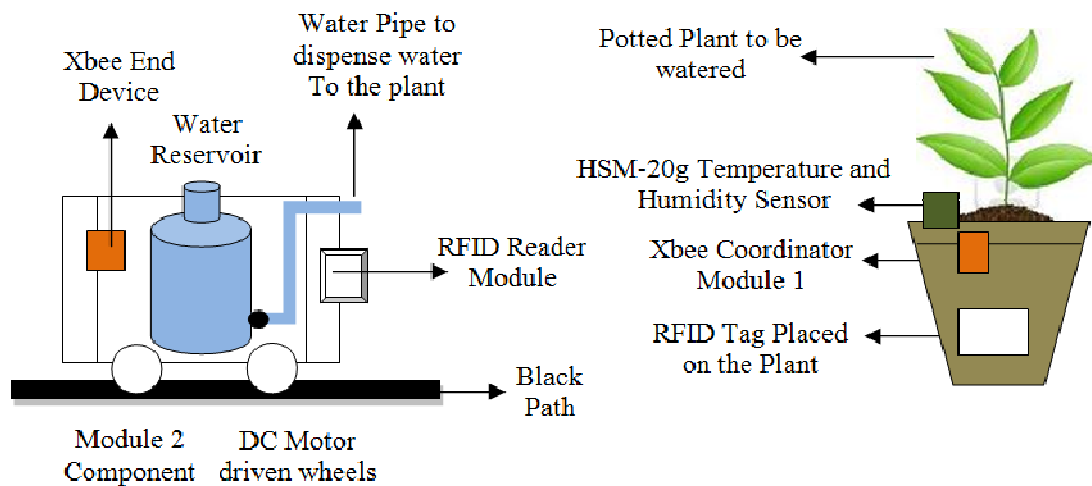 Xbee End
Device
Water
Reservoir
Water Pipe to
dispense water
To the plant
RFID Reader
Module
Black
Path
Module 2
Component
DC Motor
driven wheels
Potted Plant to be
watered
HSM-20g Temperature and
Humidity Sensor
Xbee Coordinator
Module 1
RFID Tag Placed
on the Plant